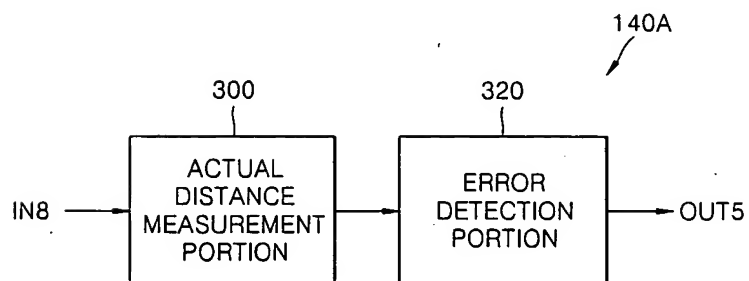 140A
300
320
IN8
ACTUAL
DISTANCE
MEASUREMENT
PORTION
ERROR
DETECTION
PORTION
OUT5